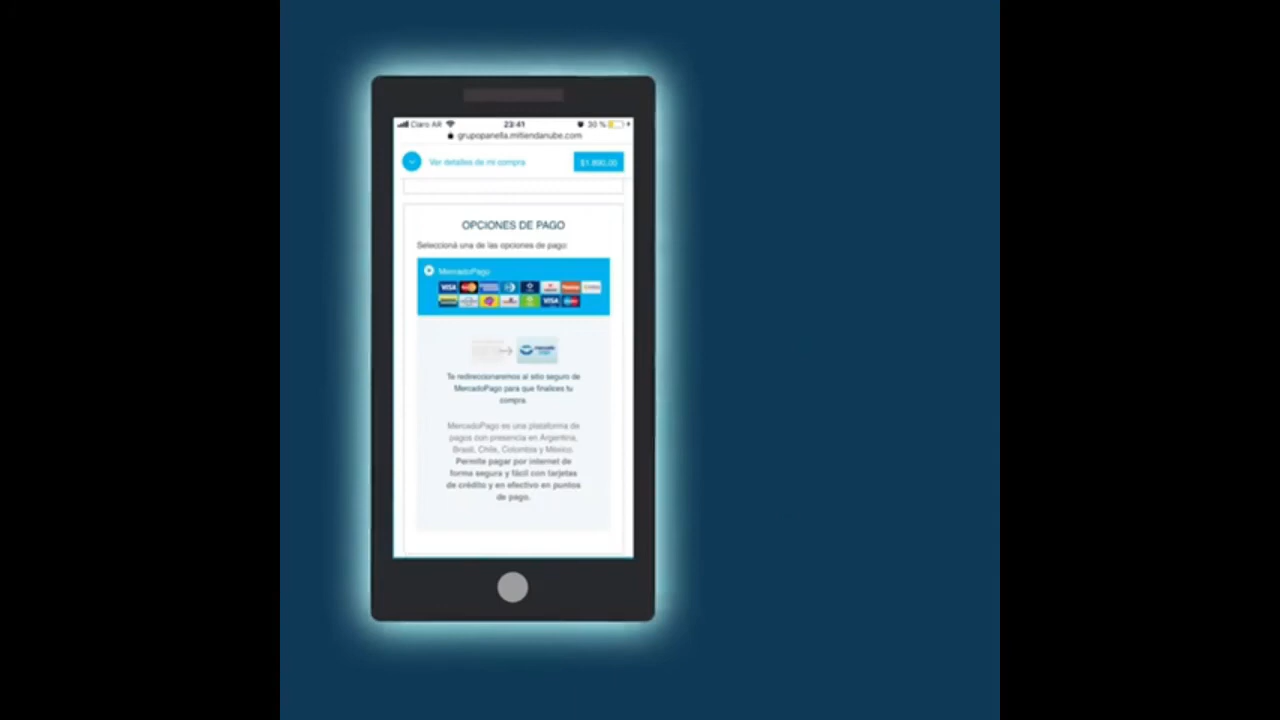 Claro AR 23:41 30 %
grupopanella.mitiendanube.com
Ver detalles de mi compra $1.890,00
OPCIONES DE PAGO
Seleccioná una de las opciones de pago:
MercadoPago
VISA
VISA
mercado
Te redireccionaremos al sitio seguro de
MercadoPago para que finalices tu
compra.
MercadoPago es una plataforma de
pagos con presencia en Argentina,
Brasil, Chile, Colombia y México.
Permite pagar por internet de
forma segura y fácil con tarjetas
de crédito y en efectivo en puntos
de pago.